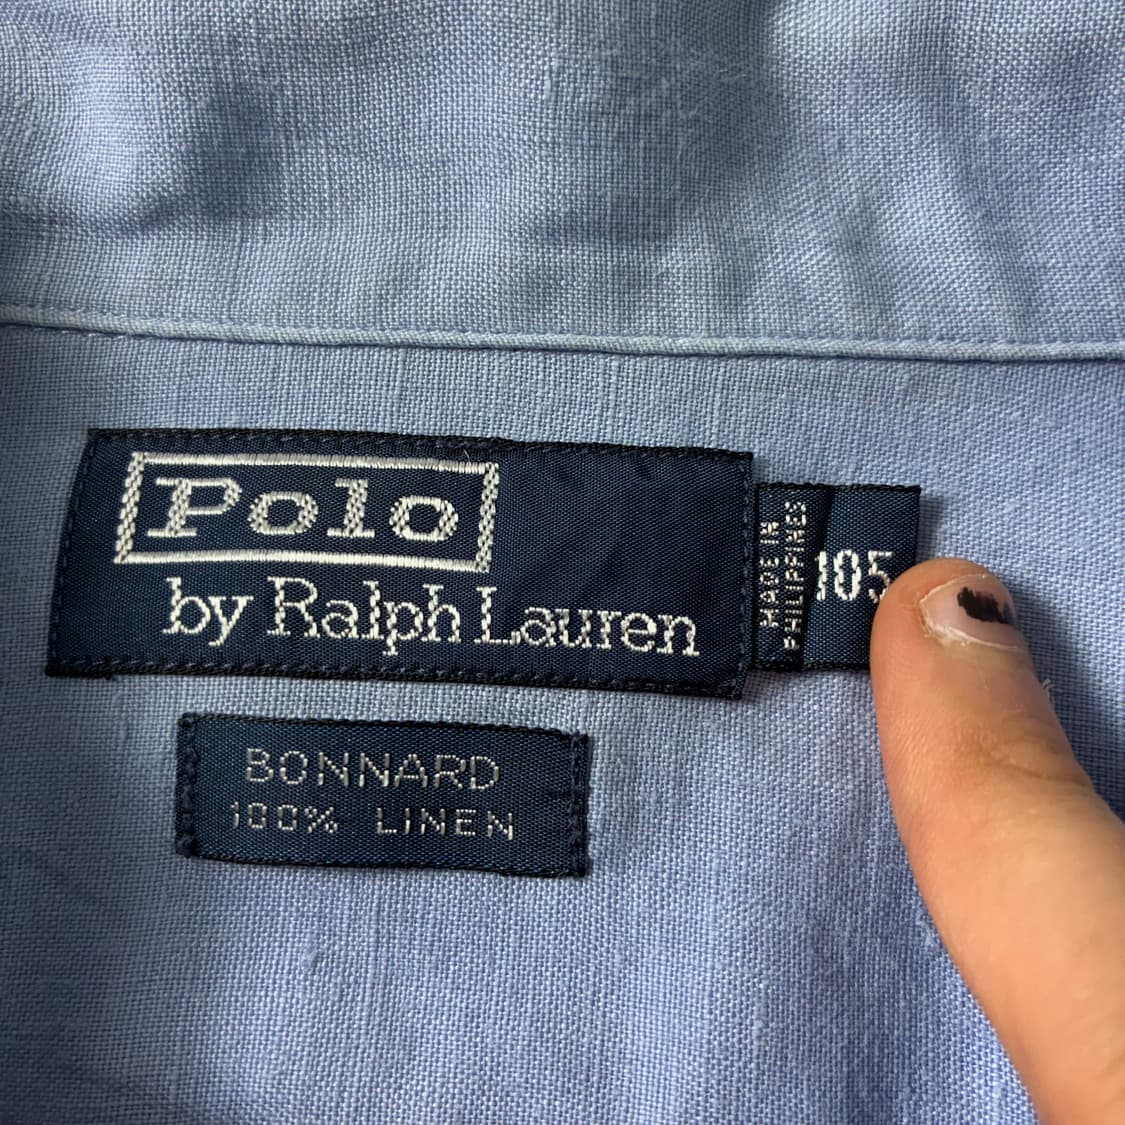 Polo
by Ralph Lauren
MADE IN
PHILIPPINES
105
BONNARD
100% LINEN